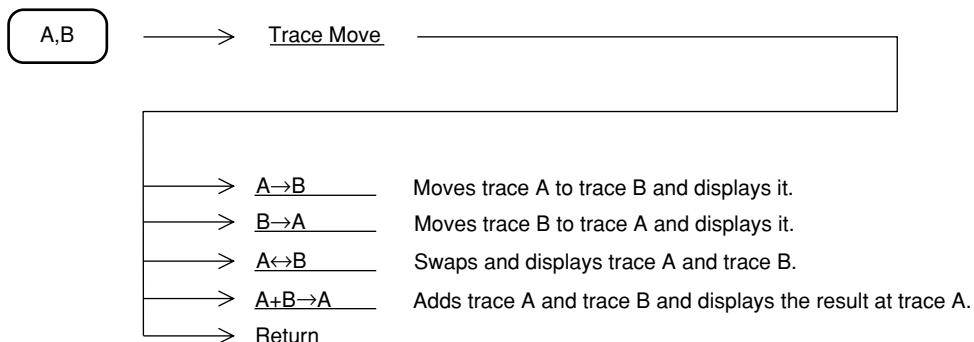 A,B Trace Move
A→B Moves trace A to trace B and displays it.
B→A Moves trace B to trace A and displays it.
A↔B Swaps and displays trace A and trace B.
A+B→A Adds trace A and trace B and displays the result at trace A.
Return